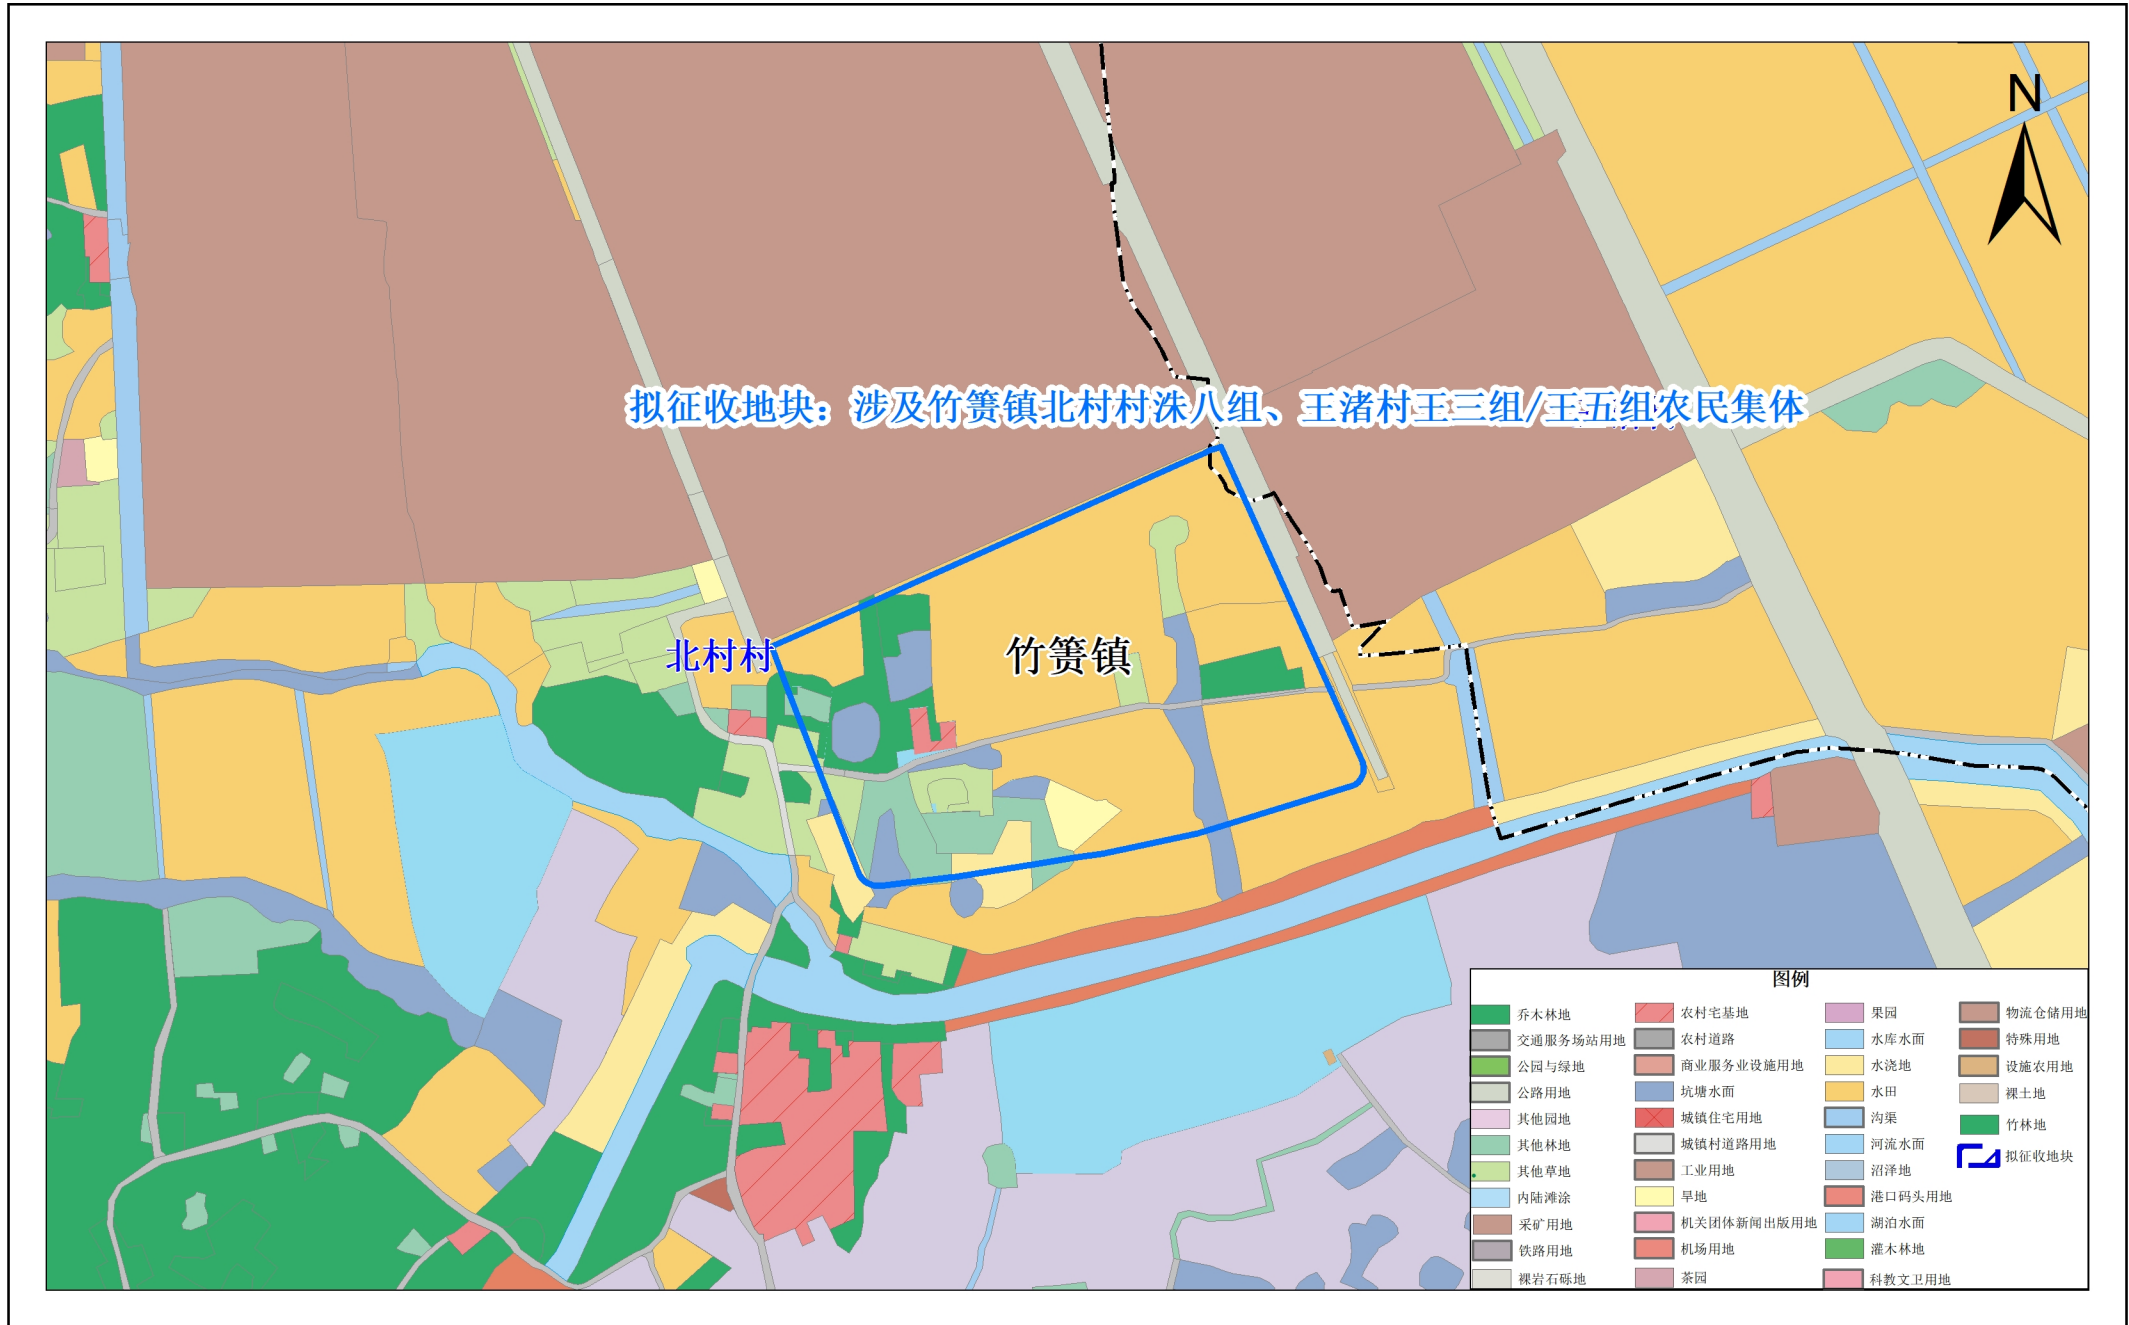 N
拟征收地块：涉及竹箦镇北村村洙八组、王渚村王三组/王五组农民集体
北村村
竹箦镇
图例
乔木林地
交通服务场站用地
公园与绿地
公路用地
其他园地
其他林地
其他草地
内陆滩涂
采矿用地
铁路用地
裸岩石砾地
农村宅基地
农村道路
商业服务业设施用地
坑塘水面
城镇住宅用地
城镇村道路用地
工业用地
旱地
机关团体新闻出版用地
机场用地
茶园
果园
水库水面
水浇地
水田
沟渠
河流水面
沼泽地
港口码头用地
湖泊水面
灌木林地
科教文卫用地
物流仓储用地
特殊用地
设施农用地
裸土地
竹林地
拟征收地块